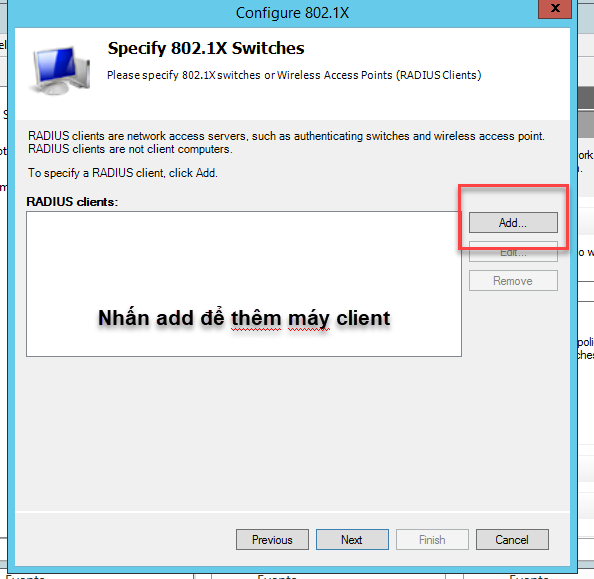 Configure 802.1X
x
Specify 802.1X Switches
Please specify 802.1X switches or Wireless Access Points (RADIUS Clients)
RADIUS clients are network access servers, such as authenticating switches and wireless access point.
RADIUS clients are not client computers.
To specify a RADIUS client, click Add.
RADIUS clients:
Add...
Edit...
Remove
Nhấn add để thêm máy client
Previous
Next
Finish
Cancel
Events
Events
Events